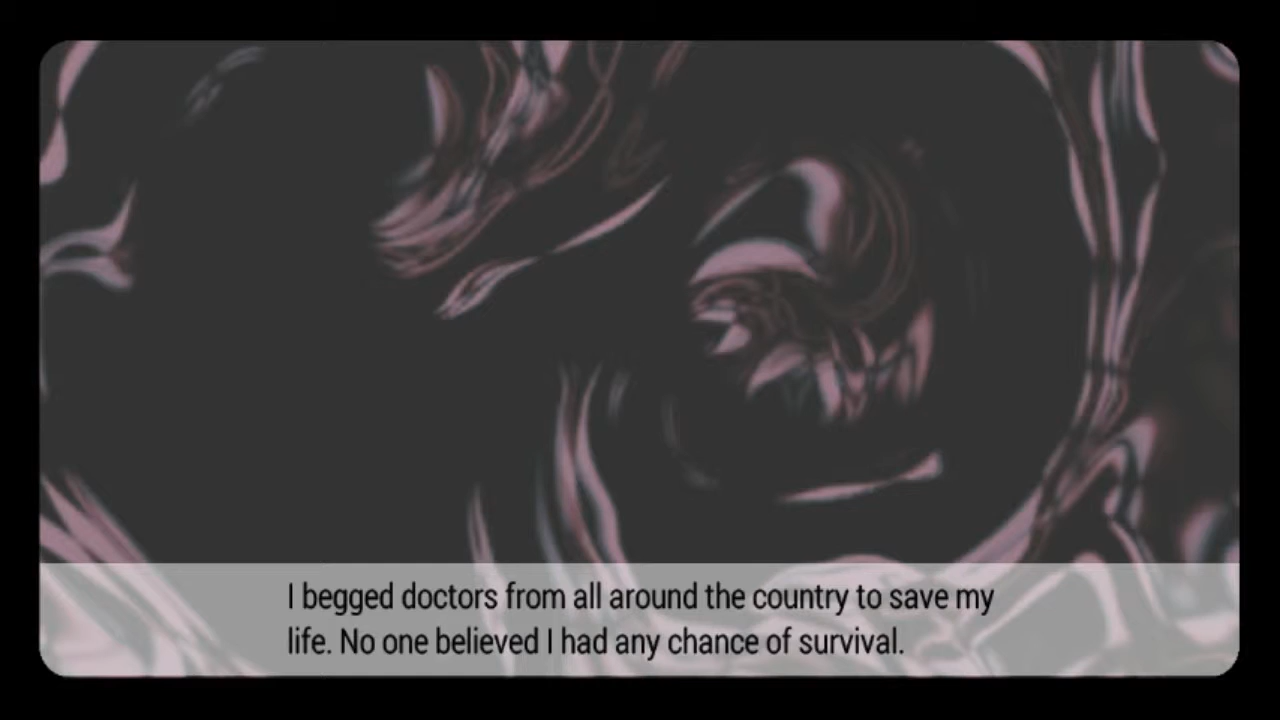 I begged doctors from all around the country to save my
life. No one believed I had any chance of survival.